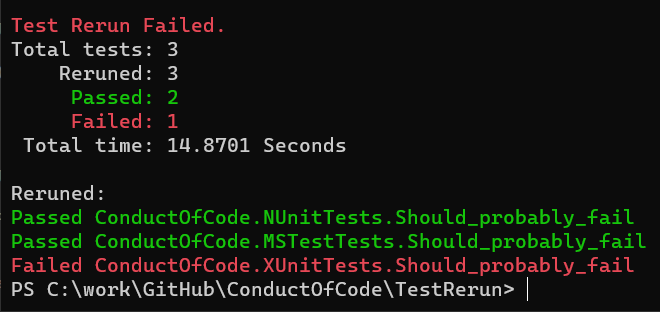 Test Rerun Failed.
Total tests: 3
Reruned: 3
Passed: 2
Failed: 1
Total time: 14.8701 Seconds
Reruned:
Passed ConductOfCode.NUnitTests.Should_probably_fail
Passed ConductOfCode.MSTestTests.Should_probably_fail
Failed ConductOfCode.XUnitTests.Should_probably_fail
PS C:\work\GitHub\ConductOfCode\TestRerun>